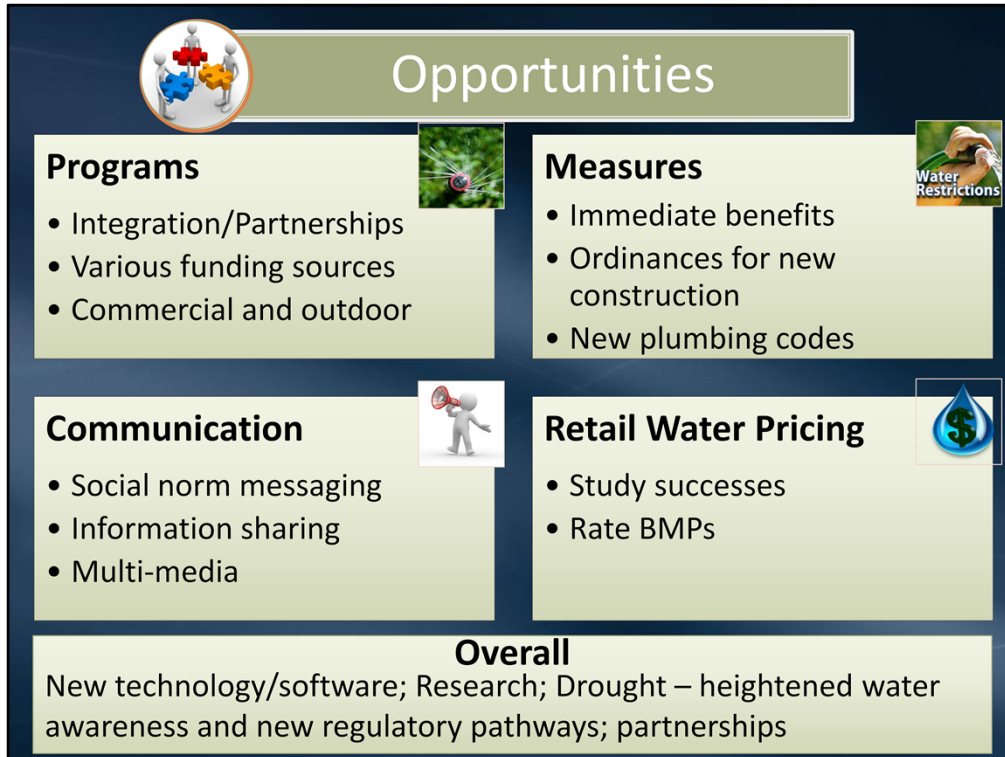 Opportunities
Programs
• Integration/Partnerships
• Various funding sources
• Commercial and outdoor
Water
Restrictions
Measures
• Immediate benefits
• Ordinances for new
construction
• New plumbing codes
Communication
• Social norm messaging
• Information sharing
• Multi-media
$
Retail Water Pricing
• Study successes
• Rate BMPs
Overall
New technology/software; Research; Drought – heightened water
awareness and new regulatory pathways; partnerships